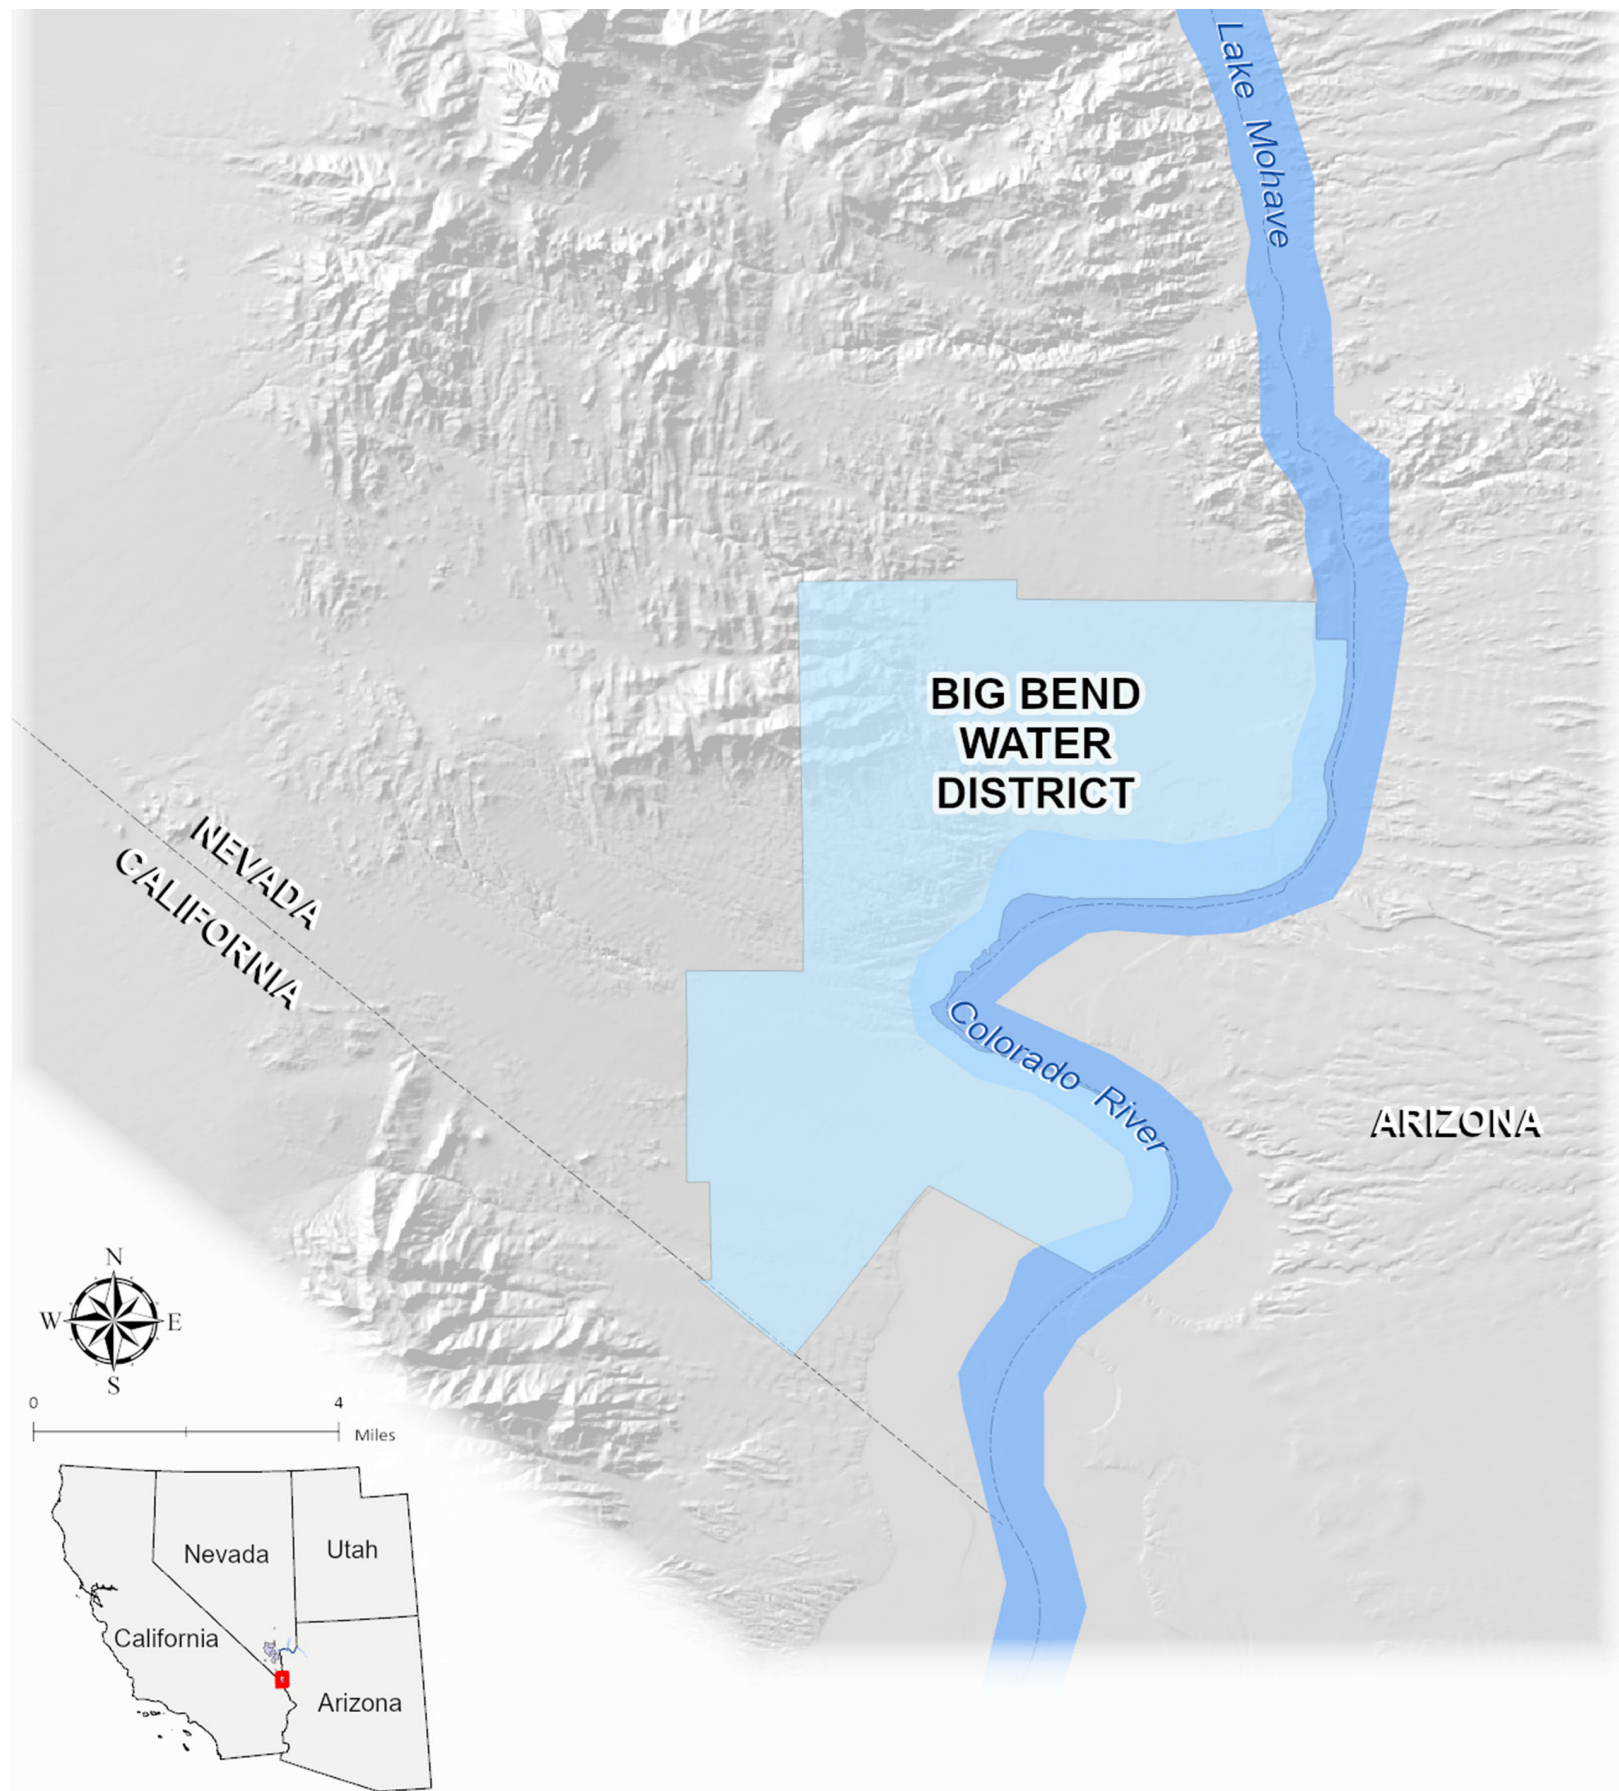 Lake Mohave
BIG BEND
WATER
DISTRICT
NEVADA
CALIFORNIA
Colorado River
ARIZONA
N
W E
S
0 4
Miles
Nevada
Utah
California
Arizona